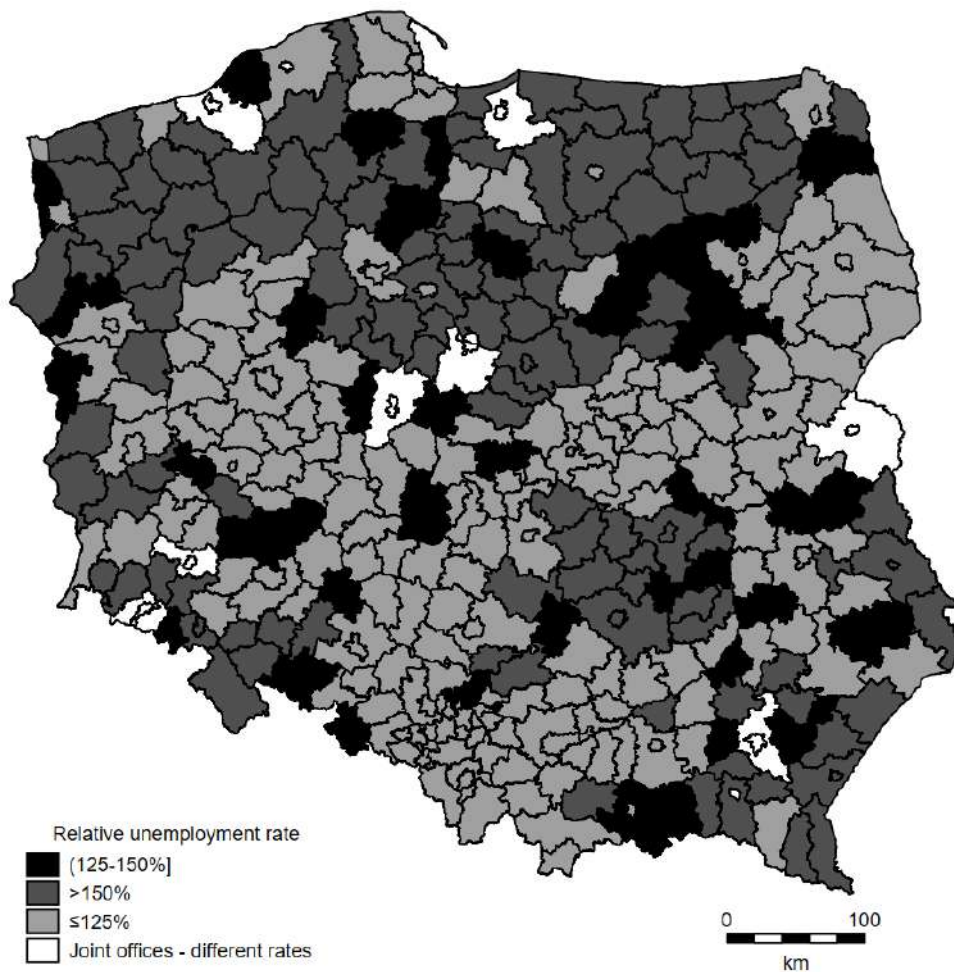 Relative unemployment rate
(125-150%]
>150%
≤125%
Joint offices - different rates
0 100
km